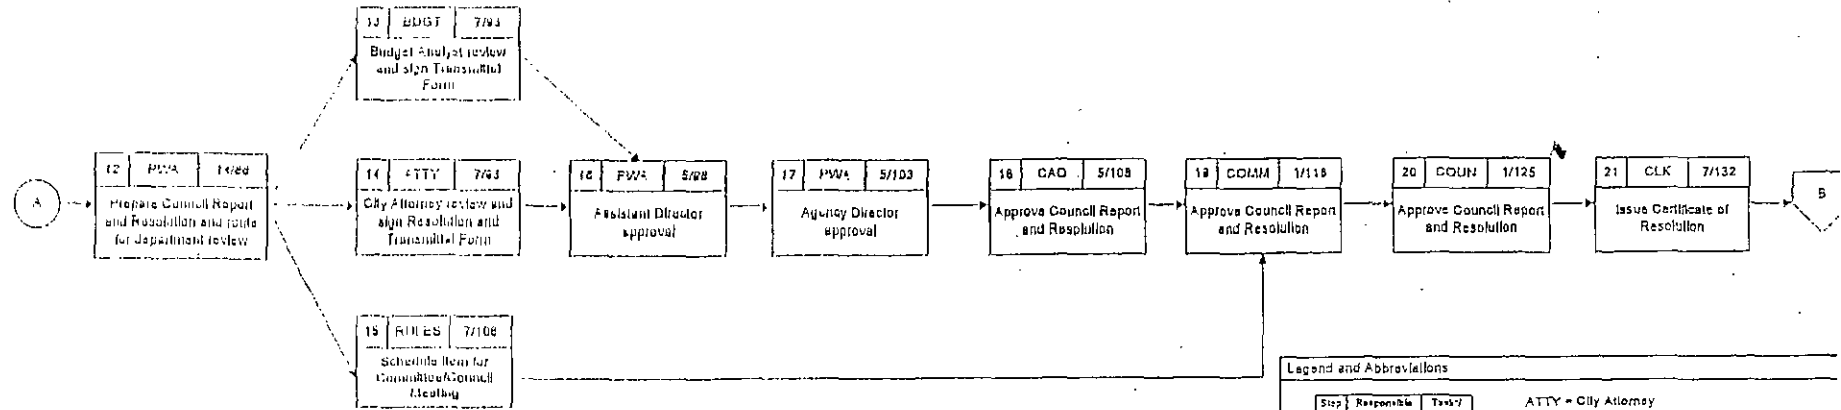 13 BDGT 7/93
Budget Analyst review
and sign Transmittal
Form
A
12 PWA 14/86
Prepare Council Report
and Resolution and route
for department review
14 ATTY 7/93
City Attorney review and
sign Resolution and
Transmittal Form
16 PWA 5/98
Assistant Director
approval
17 PWA 5/103
Agency Director
approval
18 CAO 5/108
Approve Council Report
and Resolution
19 COMM 1/118
Approve Council Report
and Resolution
20 COUN 1/125
Approve Council Report
and Resolution
21 CLK 7/132
Issue Certificate of
Resolution
B
15 RULES 7/106
Schedule Item for
Committee/Council
Meeting
Legend and Abbreviations
Step Responsible Task/
ATTY = City Attorney